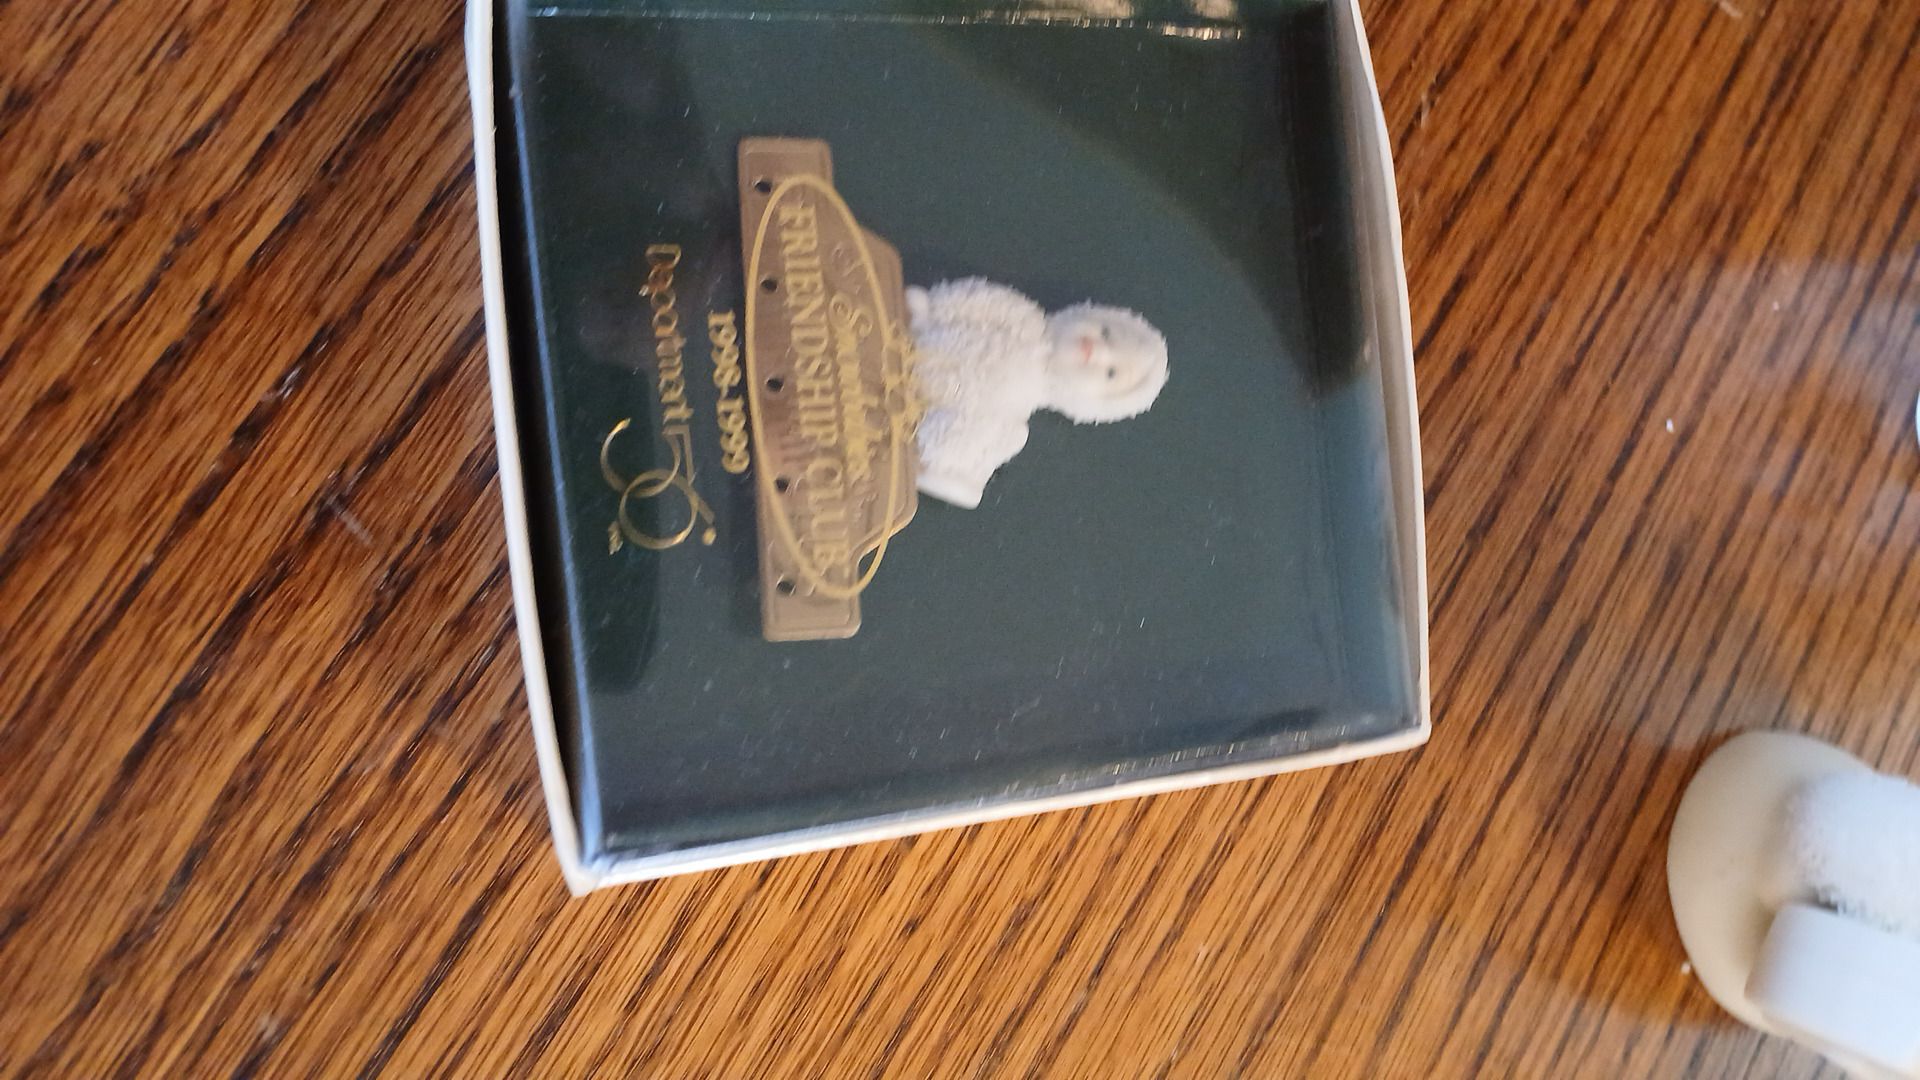 Snowbabies
FRIENDSHIP CLUB
1998-1999
Department 56